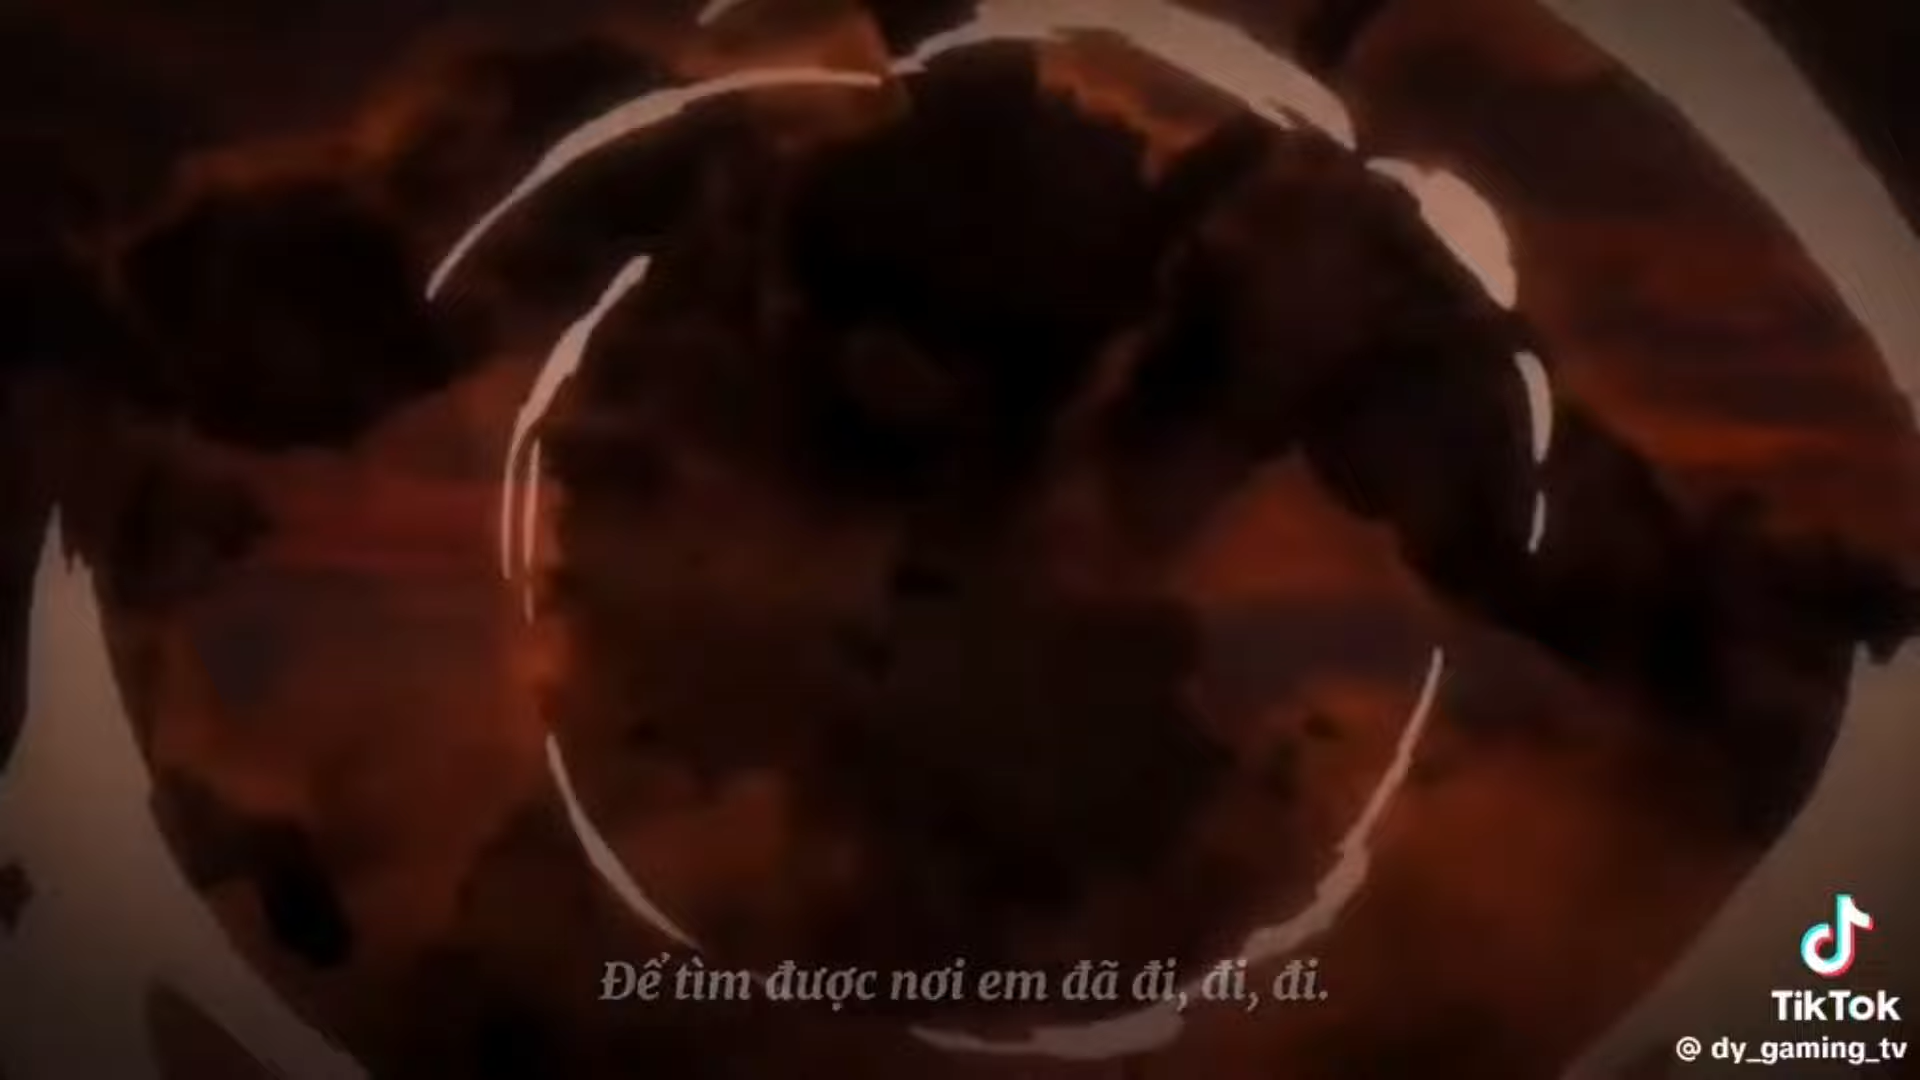 Để tìm được nơi em đã đi, đi, đi.
TikTok
@ dy_gaming_tv